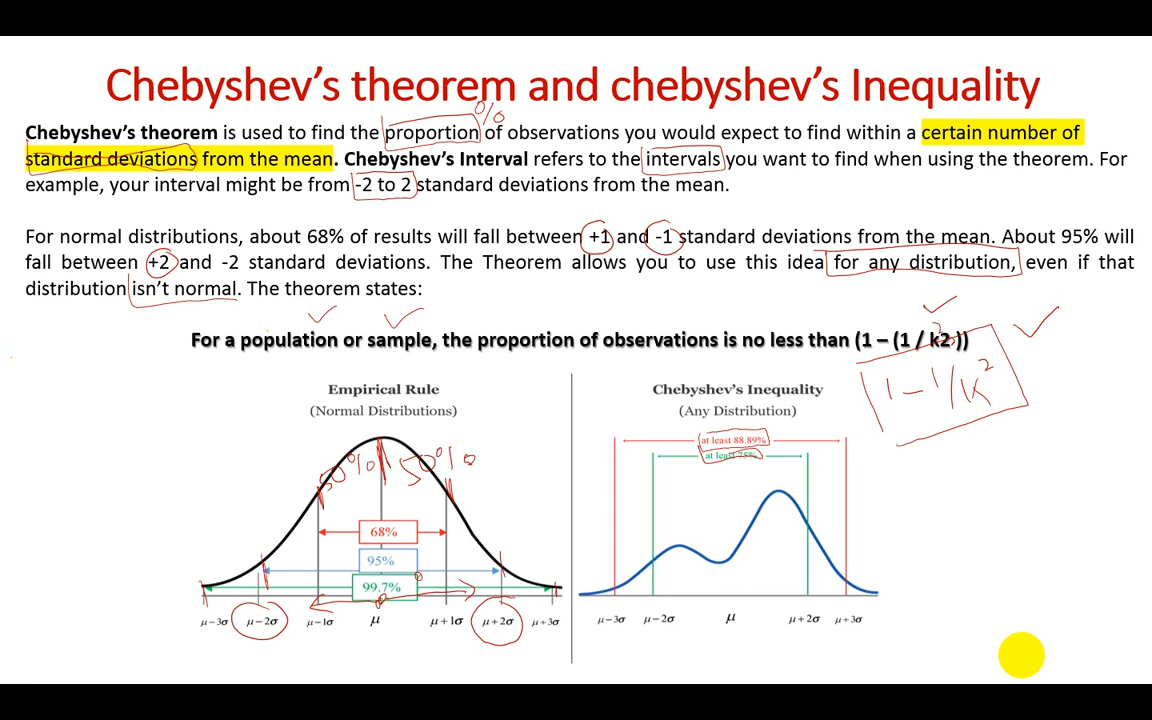 Chebyshev's theorem and chebyshev's Inequality
%
Chebyshev's theorem is used to find the proportion of observations you would expect to find within a certain number of
standard deviations from the mean. Chebyshev's Interval refers to the intervals you want to find when using the theorem. For
example, your interval might be from -2 to 2 standard deviations from the mean.
For normal distributions, about 68% of results will fall between +1 and -1 standard deviations from the mean. About 95% will
fall between +2 and -2 standard deviations. The Theorem allows you to use this idea for any distribution, even if that
distribution isn't normal. The theorem states:
For a population or sample, the proportion of observations is no less than (1 – (1 / k2 ))
1 - 1/K²
Empirical Rule
(Normal Distributions)
50% 50%
68%
95%
99.7%
μ−3σ μ−2σ μ−1σ μ μ+1σ μ+2σ μ+3σ
Chebyshev's Inequality
(Any Distribution)
at least 88.89%
at least 75%
μ−3σ μ−2σ μ μ+2σ μ+3σ